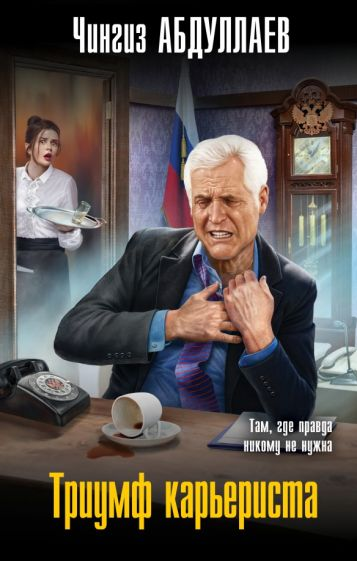 Чингиз АБДУЛЛАЕВ
Там, где правда
никому не нужна
Триумф карьериста